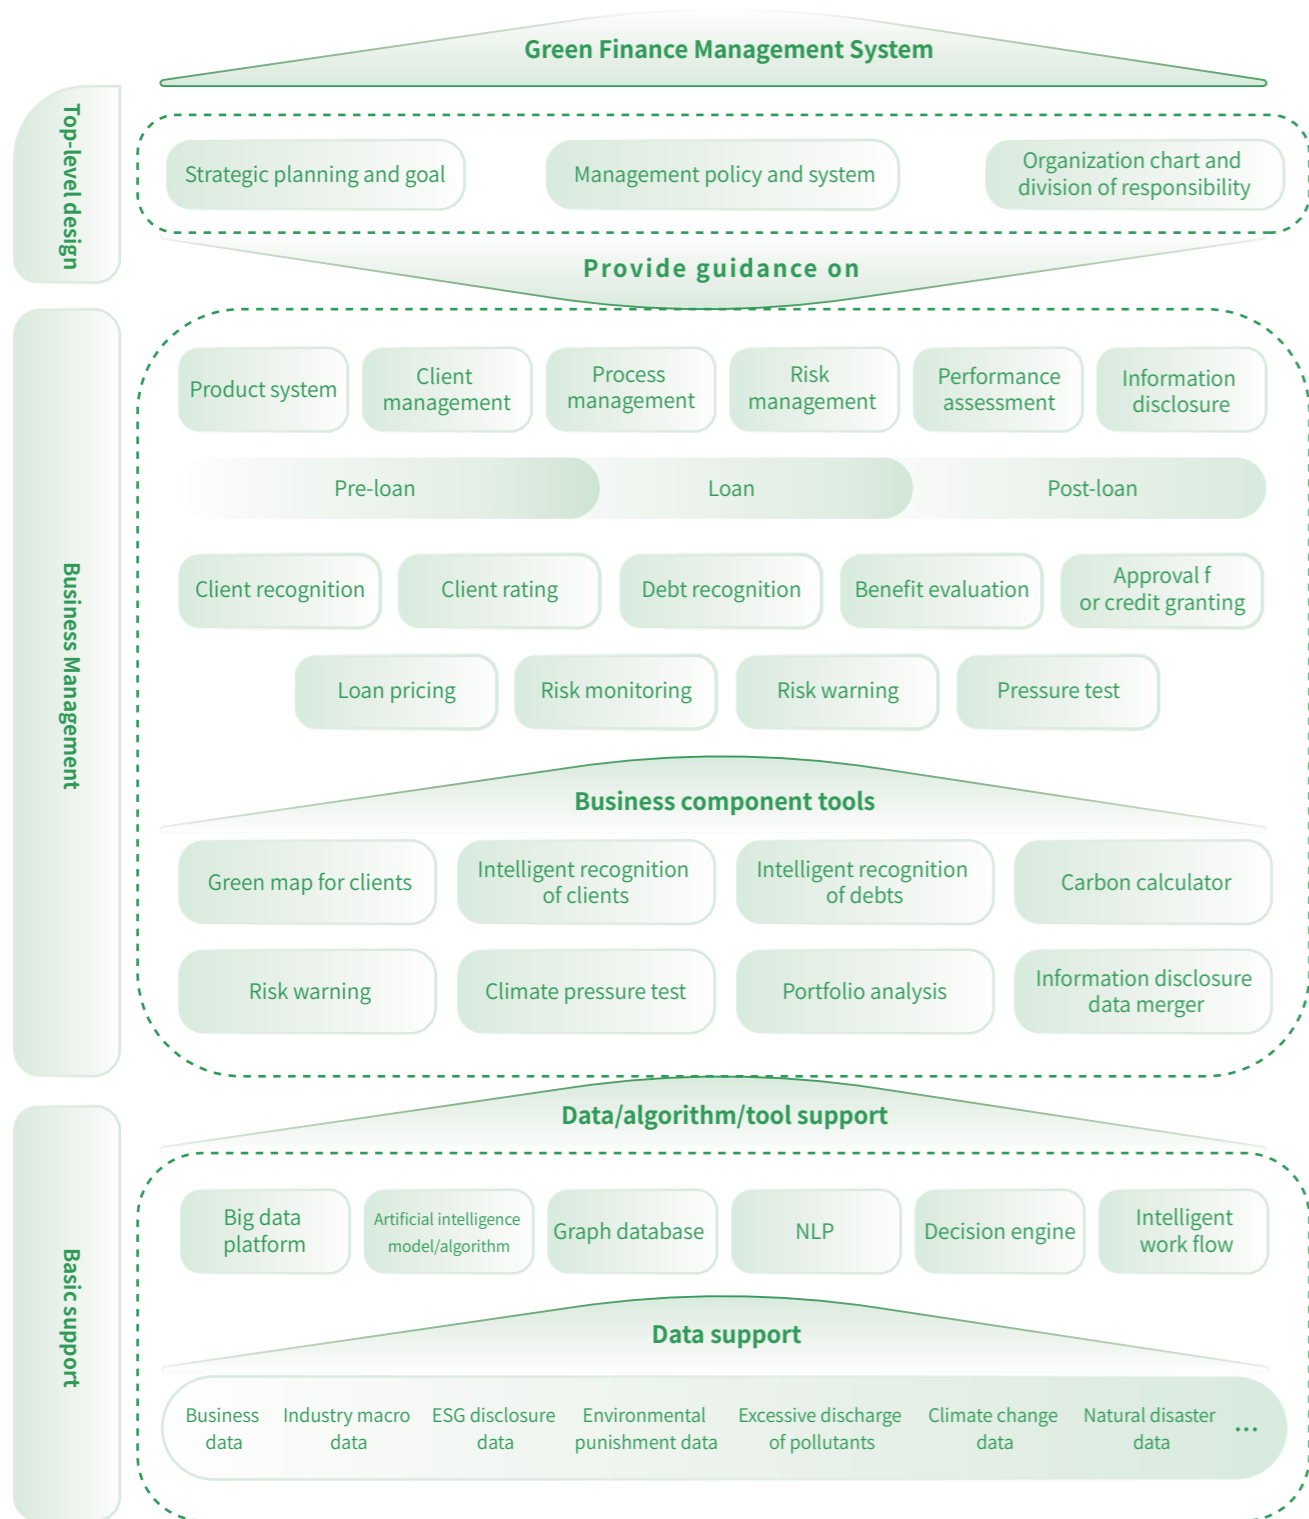 Green Finance Management System
Top-level design
Strategic planning and goal
Management policy and system
Organization chart and
division of responsibility
Provide guidance on
Business Management
Product system
Client
management
Process
management
Risk
management
Performance
assessment
Information
disclosure
Pre-loan
Loan
Post-loan
Client recognition
Client rating
Debt recognition
Benefit evaluation
Approval f
or credit granting
Loan pricing
Risk monitoring
Risk warning
Pressure test
Business component tools
Green map for clients
Intelligent recognition
of clients
Intelligent recognition
of debts
Carbon calculator
Risk warning
Climate pressure test
Portfolio analysis
Information disclosure
data merger
Data/algorithm/tool support
Basic support
Big data
platform
Artificial intelligence
model/algorithm
Graph database
NLP
Decision engine
Intelligent
work flow
Data support
Business
data
Industry macro
data
ESG disclosure
data
Environmental
punishment data
Excessive discharge
of pollutants
Climate change
data
Natural disaster
data
...